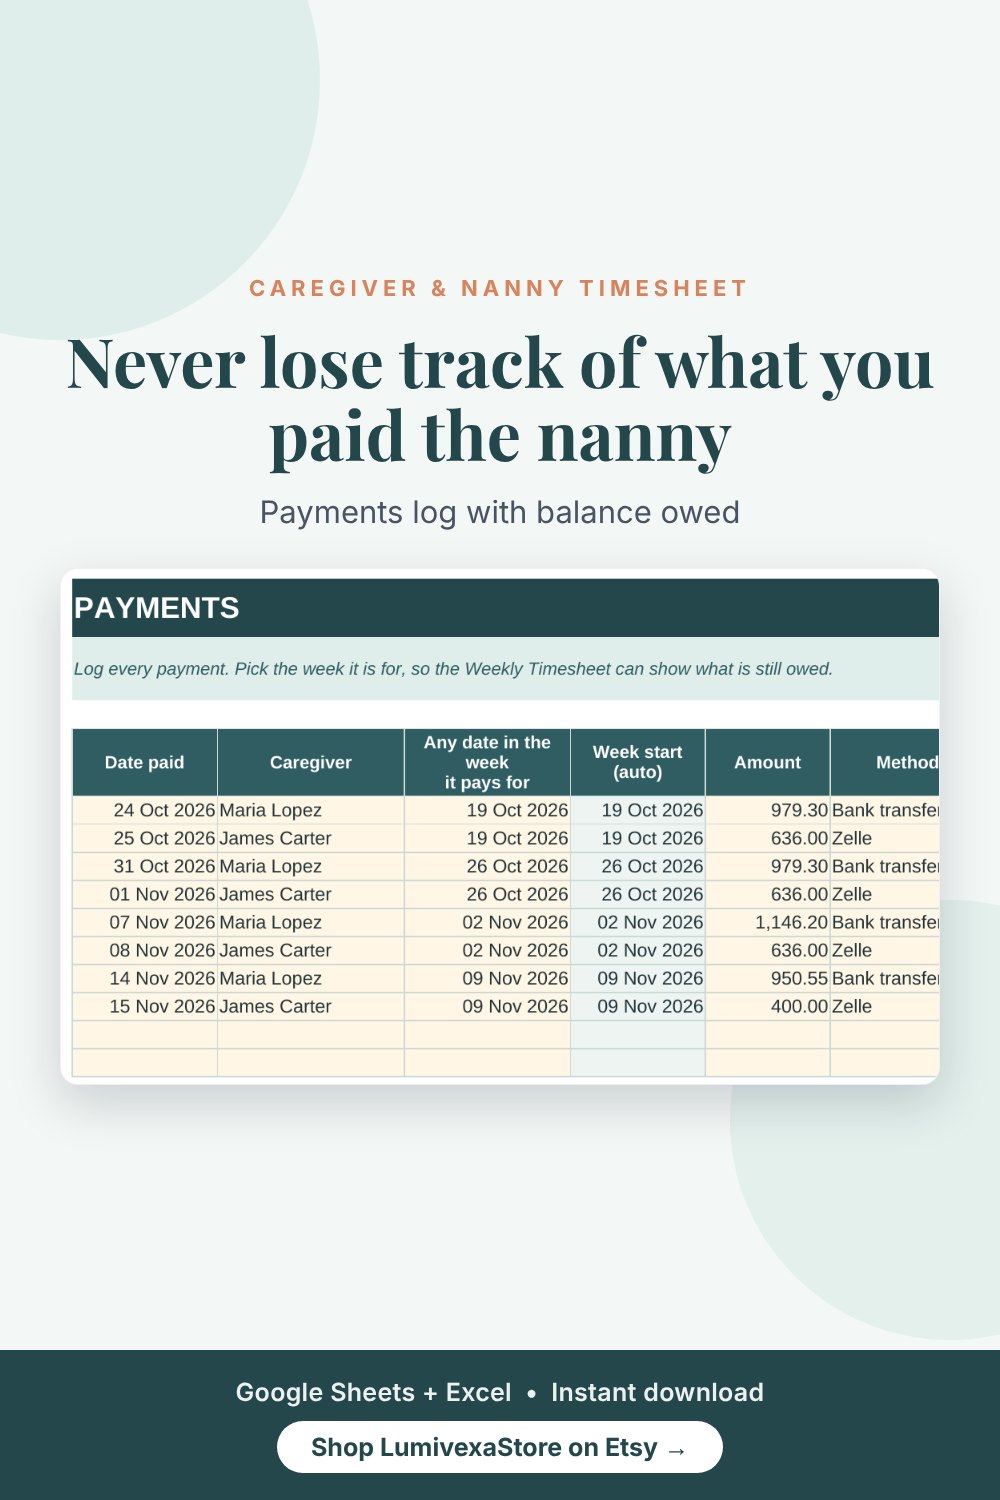 CAREGIVER & NANNY TIMESHEET
Never lose track of what you
paid the nanny
Payments log with balance owed
PAYMENTS
Log every payment. Pick the week it is for, so the Weekly Timesheet can show what is still owed.
Date paid Caregiver Any date in the week it pays for Week start (auto) Amount Method
24 Oct 2026 Maria Lopez 19 Oct 2026 19 Oct 2026 979.30 Bank transfer
25 Oct 2026 James Carter 19 Oct 2026 19 Oct 2026 636.00 Zelle
31 Oct 2026 Maria Lopez 26 Oct 2026 26 Oct 2026 979.30 Bank transfer
01 Nov 2026 James Carter 26 Oct 2026 26 Oct 2026 636.00 Zelle
07 Nov 2026 Maria Lopez 02 Nov 2026 02 Nov 2026 1,146.20 Bank transfer
08 Nov 2026 James Carter 02 Nov 2026 02 Nov 2026 636.00 Zelle
14 Nov 2026 Maria Lopez 09 Nov 2026 09 Nov 2026 950.55 Bank transfer
15 Nov 2026 James Carter 09 Nov 2026 09 Nov 2026 400.00 Zelle
Google Sheets + Excel • Instant download
Shop LumivexaStore on Etsy →